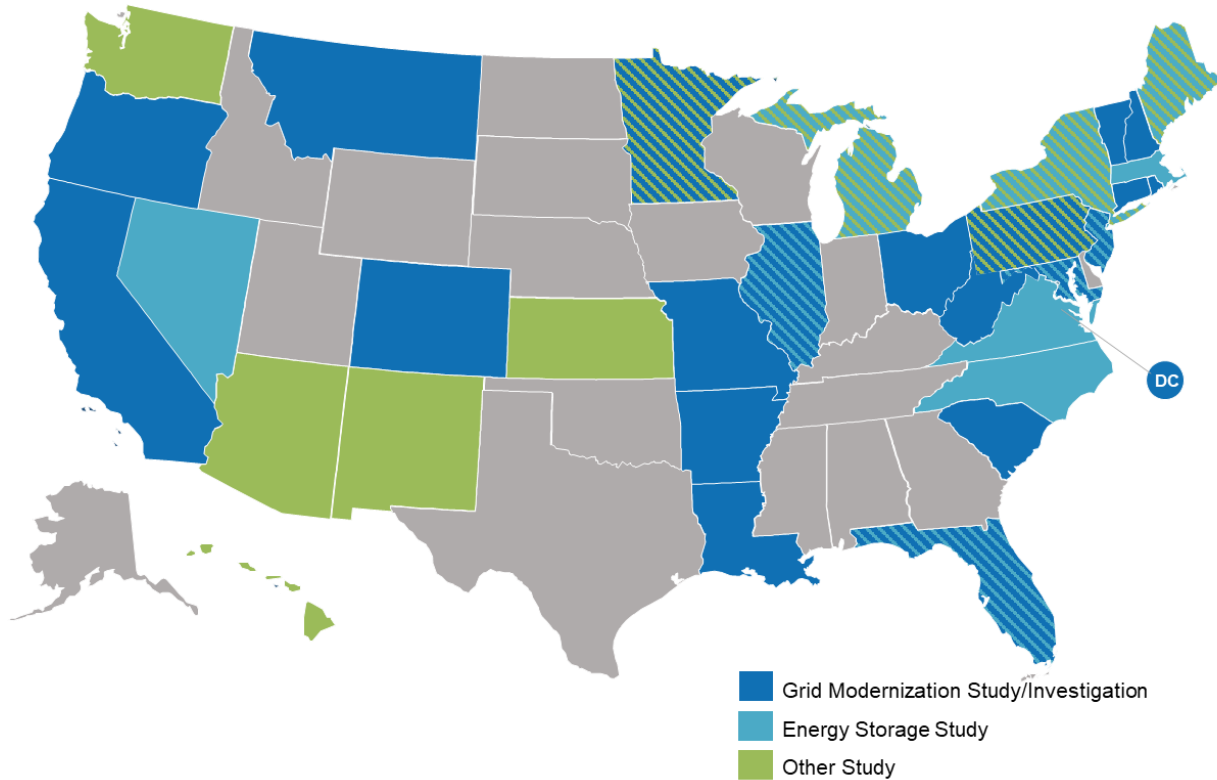 DC
Grid Modernization Study/Investigation
Energy Storage Study
Other Study